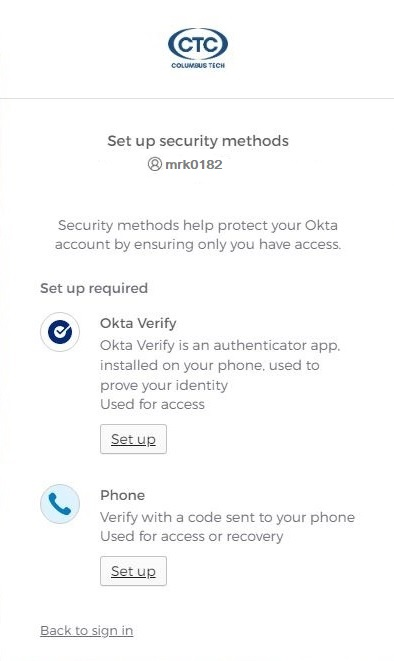 CTC
COLUMBUS TECH
Set up security methods
mrk0182
Security methods help protect your Okta
account by ensuring only you have access.
Set up required
Okta Verify
Okta Verify is an authenticator app,
installed on your phone, used to
prove your identity
Used for access
Set up
Phone
Verify with a code sent to your phone
Used for access or recovery
Set up
Back to sign in